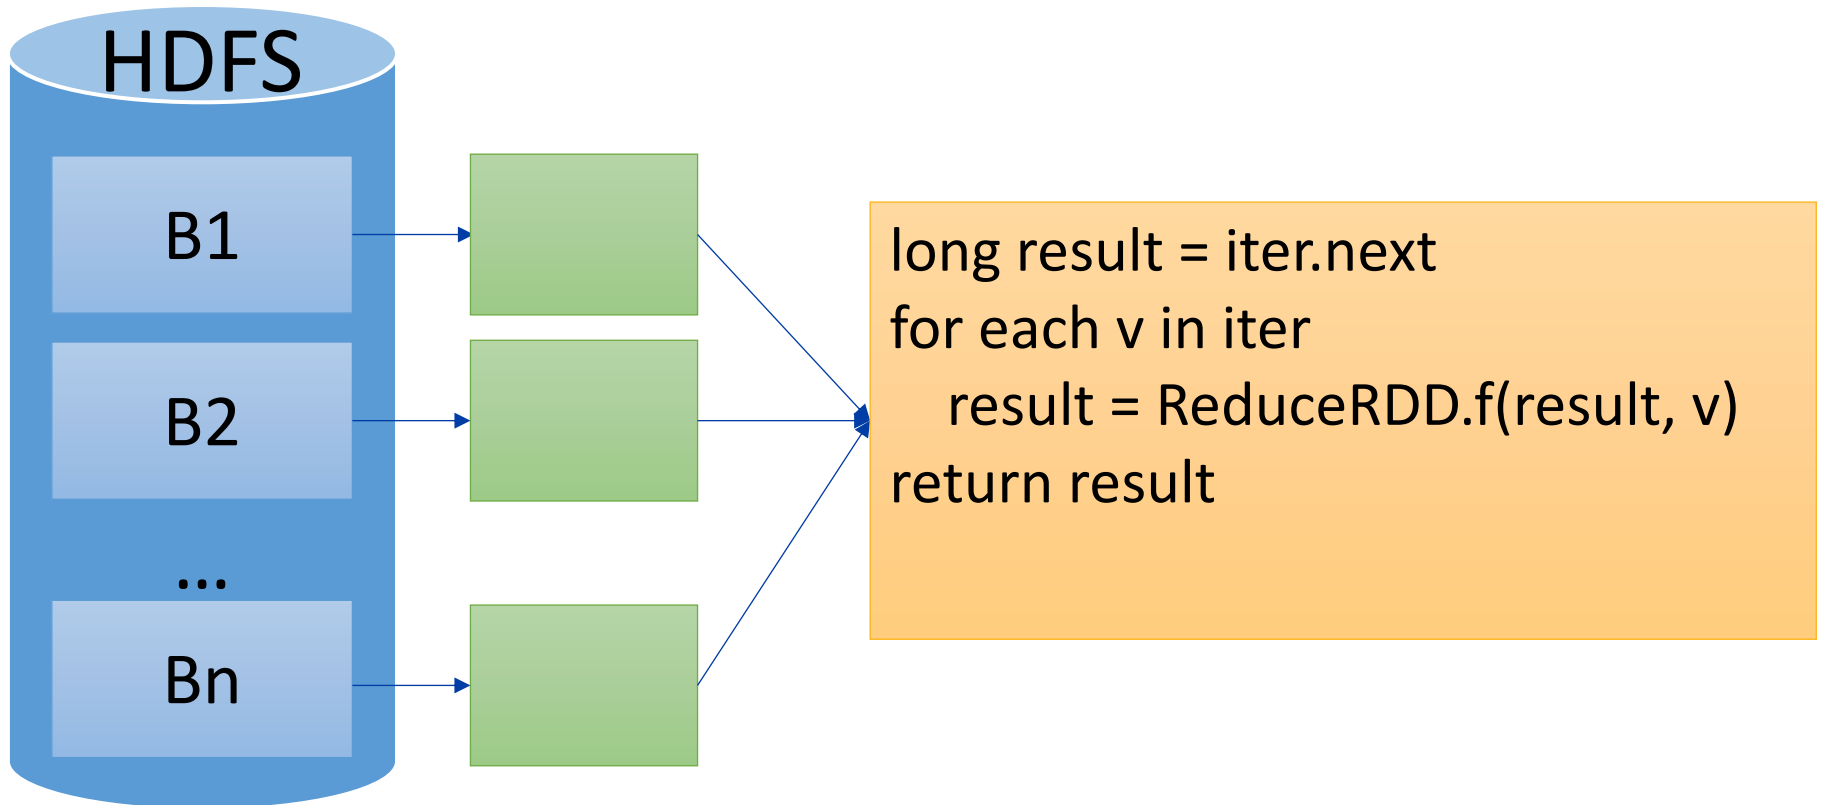 HDFS
B1
B2
...
Bn
long result = iter.next
for each v in iter
result = ReduceRDD.f(result, v)
return result